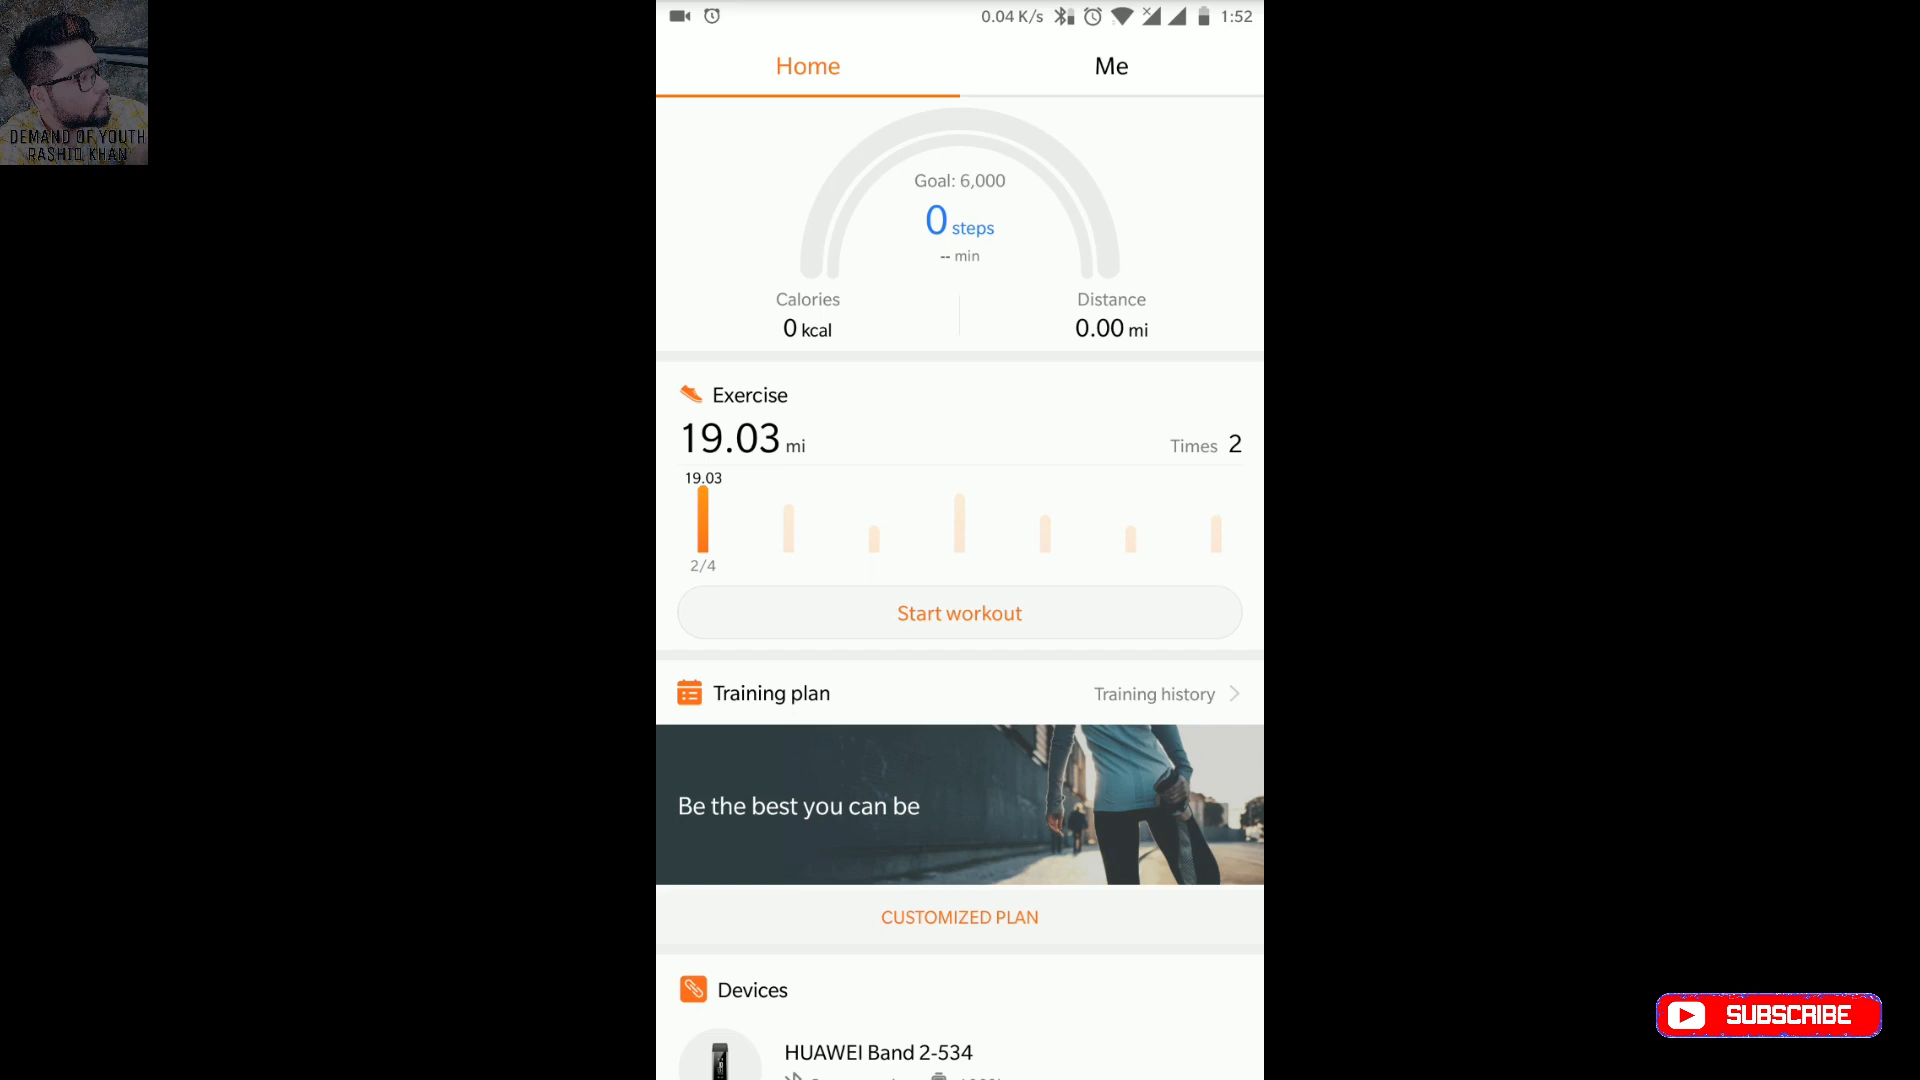 DEMAND OF YOUTH
RASHID KHAN
0.04 K/s 1:52
Home Me
Goal: 6,000
0 steps
-- min
Calories Distance
0 kcal 0.00 mi
Exercise
19.03 mi Times 2
19.03
2/4
Start workout
Training plan Training history
Be the best you can be
CUSTOMIZED PLAN
Devices
HUAWEI Band 2-534
SUBSCRIBE